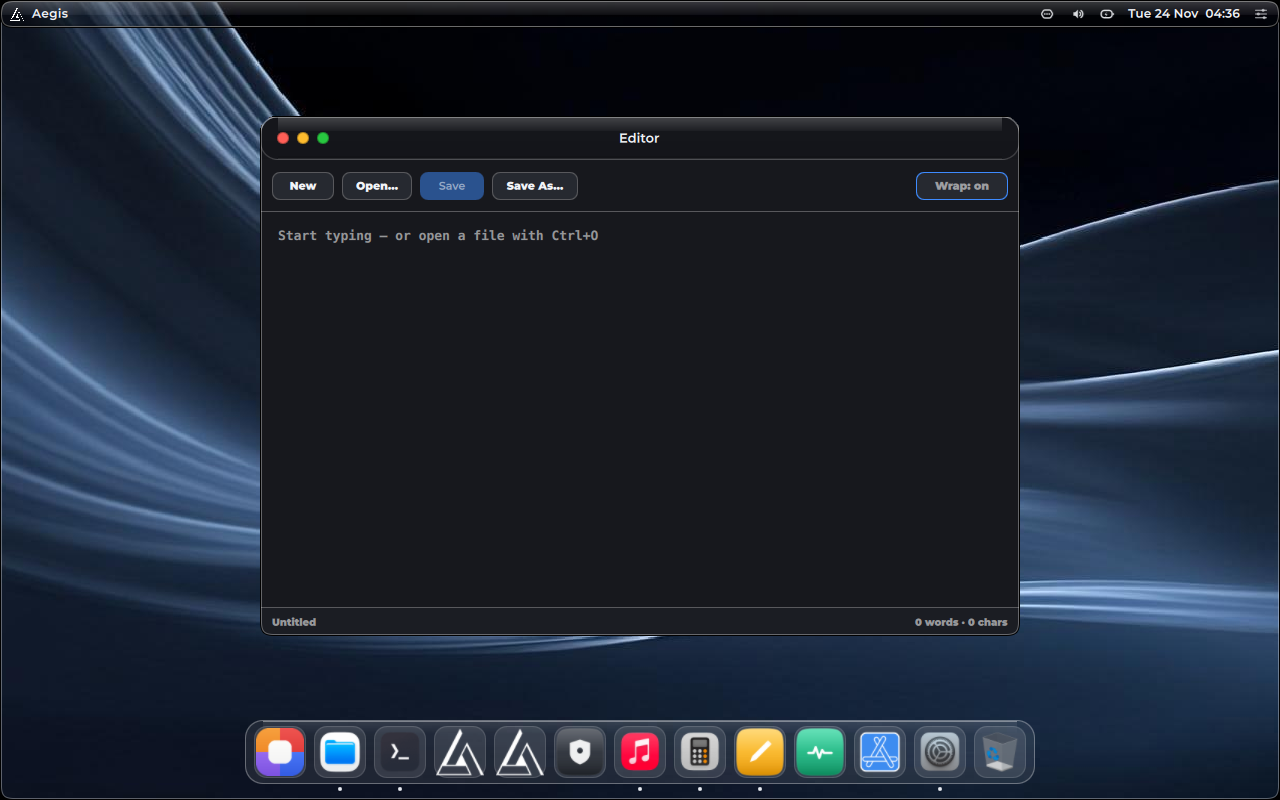 Aegis
Tue 24 Nov 04:36
Editor
New Open... Save Save As... Wrap: on
Start typing — or open a file with Ctrl+O
Untitled
0 words · 0 chars